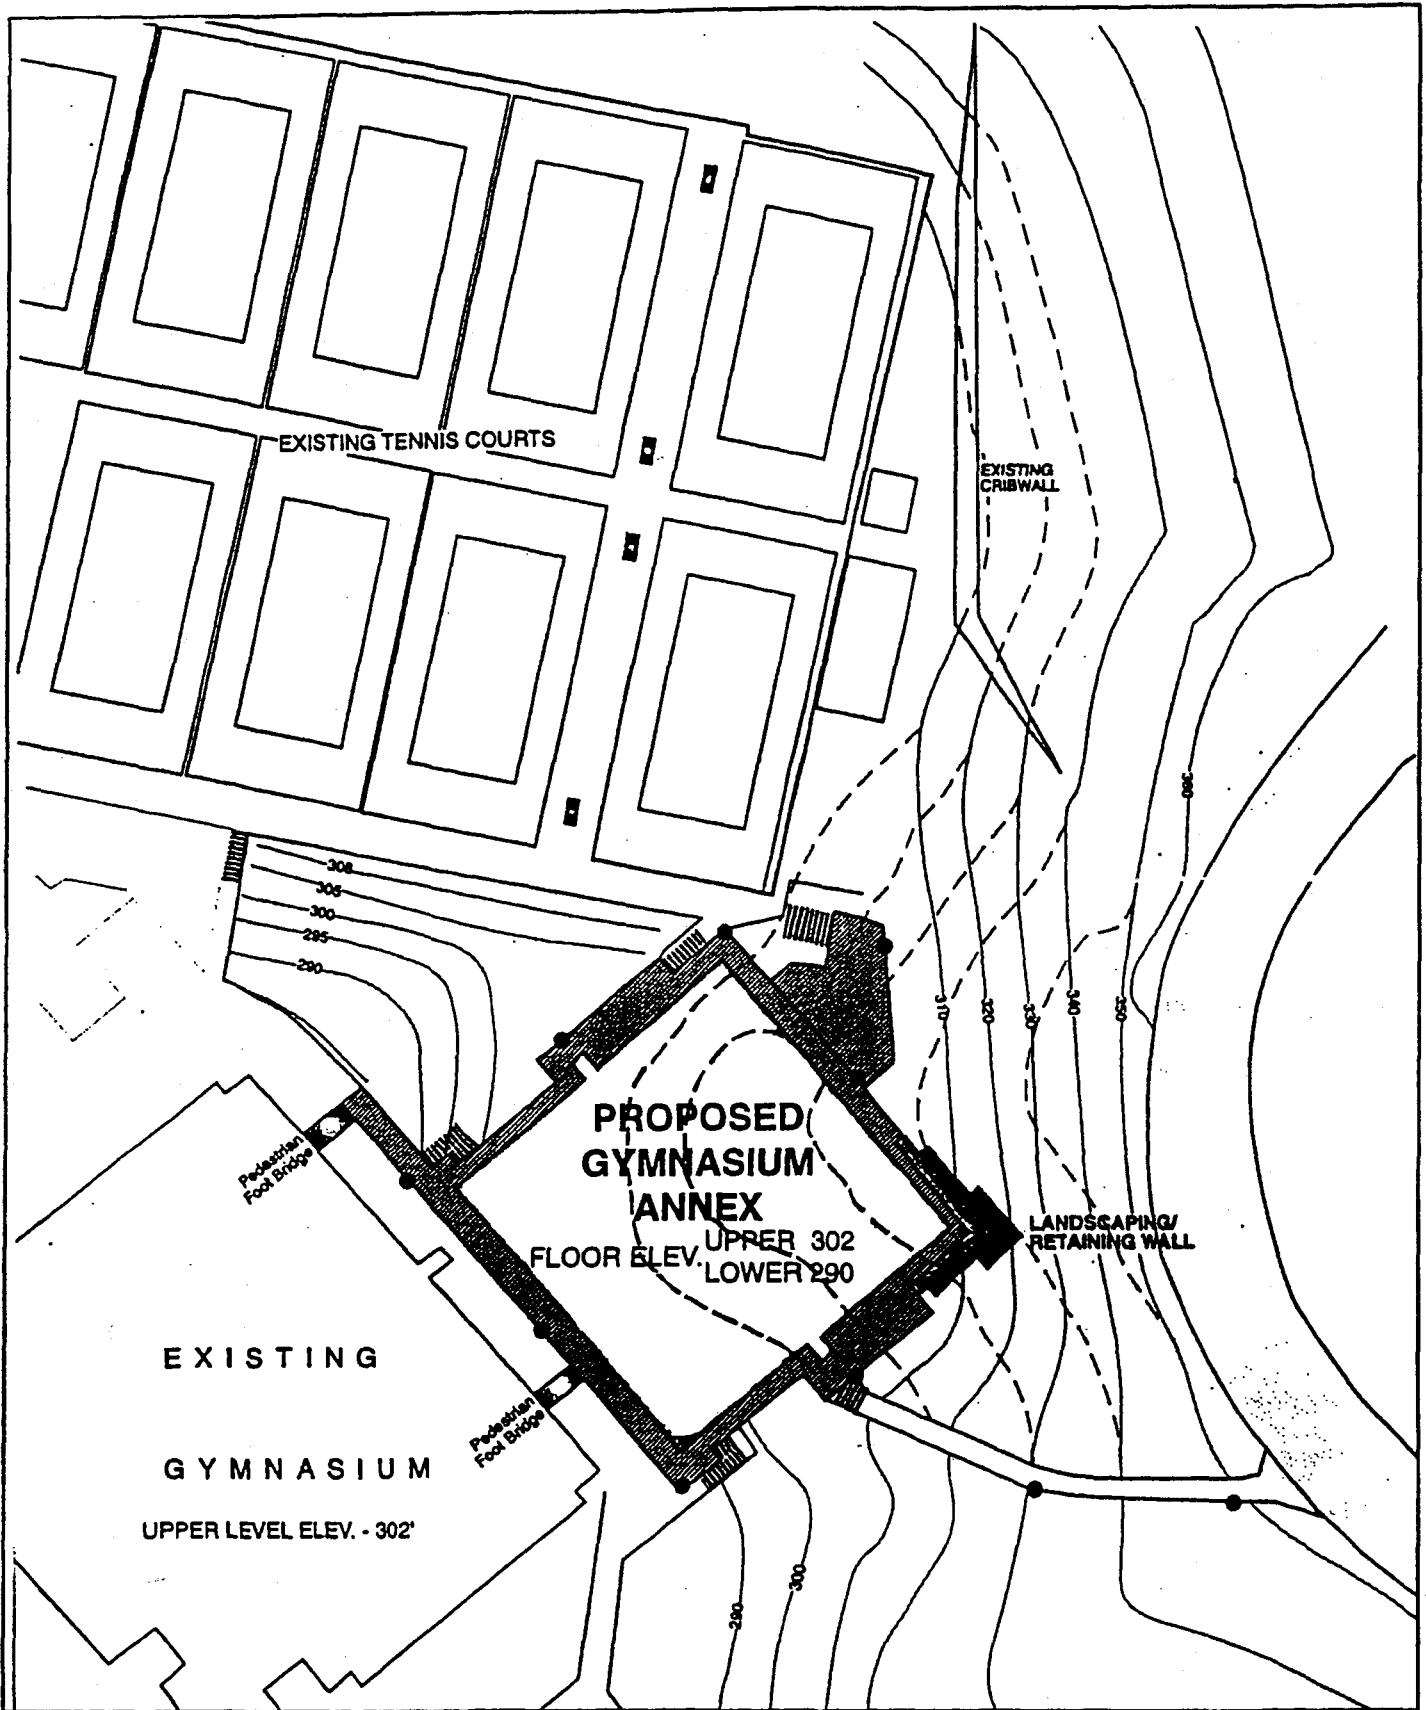 EXISTING TENNIS COURTS
EXISTING
CRIBWALL
360
308
305
300
295
290
310
320
330
340
350
PROPOSED
GYMNASIUM
ANNEX
FLOOR ELEV. UPPER 302
LOWER 290
Pedestrian
Foot Bridge
LANDSCAPING/
RETAINING WALL
EXISTING
GYMNASIUM
UPPER LEVEL ELEV. - 302'
Pedestrian
Foot Bridge
290
300